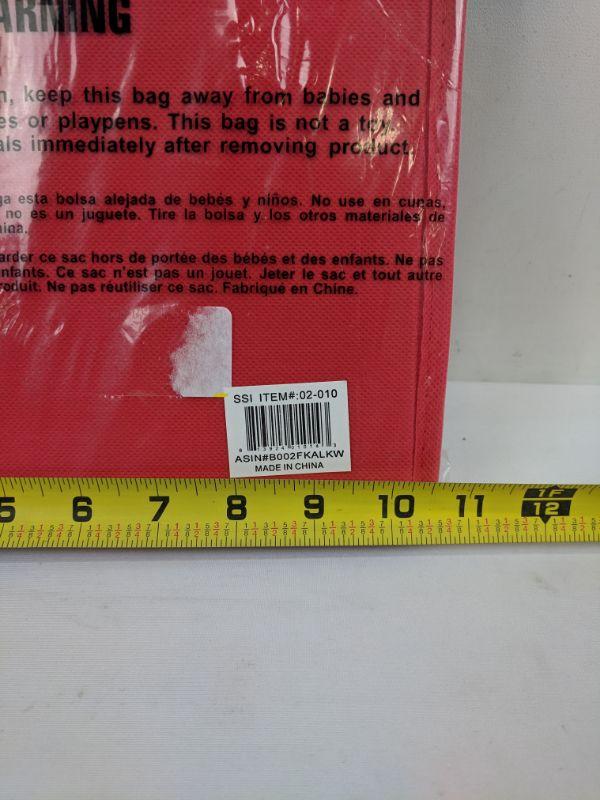 ARNING
n, keep this bag away from babies and
es or playpens. This bag is not a toy.
als immediately after removing product.
ga esta bolsa alejada de bebés y niños. No use en cunas,
no es un juguete. Tire la bolsa y los otros materiales de
hina.
arder ce sac hors de portée des bébés et des enfants. Ne pas
enfants. Ce sac n'est pas un jouet. Jeter le sac et tout autre
roduit. Ne pas réutiliser ce sac. Fabriqué en Chine.
SSI ITEM#:02-010
ASIN#B002FKALKW
MADE IN CHINA
5 6 7 8 9 10 11 1F
12